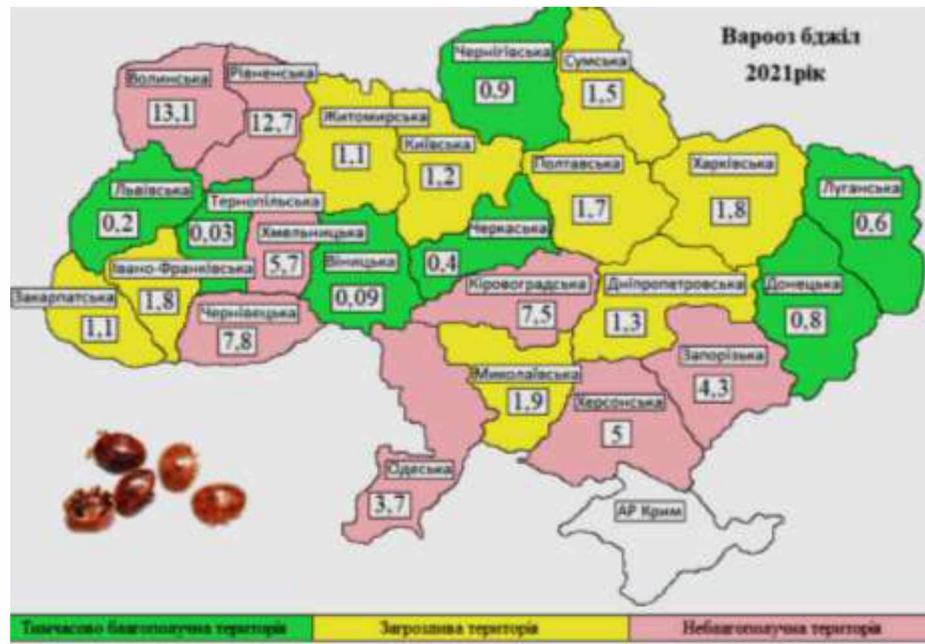 Варооз бджіл
2021рік
Чернігівська
0.9
Сумська
1,5
Волинська
13,1
Рівненська
12,7
Житомирська
1,1
Київська
1,2
Полтавська
1,7
Харківська
1,8
Луганська
0,6
Львівська
0,2
Тернопільська
0,03
Хмельницька
5,7
Віницька
0,09
Черкаська
0,4
Кіровоградська
7,5
Дніпропетровська
1,3
Донецька
0,8
Закарпатська
1,1
Івано-Франківська
1,8
Чернівецька
7,8
Миколаївська
1,9
Херсонська
5
Запорізька
4,3
Одеська
3,7
АР Крим
Тимчасово благополучна територія
Загрозлива територія
Неблагополучна територія